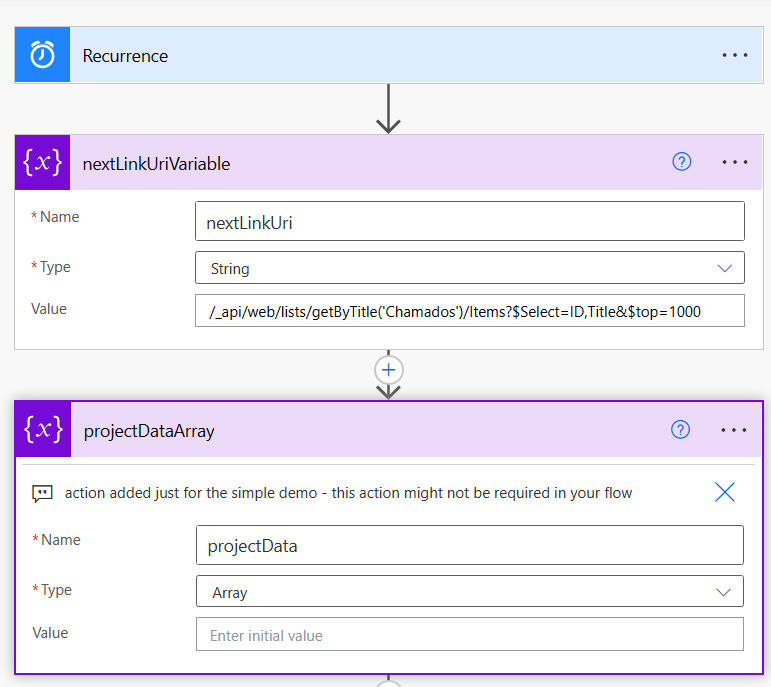 Recurrence
{x} nextLinkUriVariable
* Name nextLinkUri
* Type String
Value /_api/web/lists/getByTitle('Chamados')/Items?$Select=ID,Title&$top=1000
{x} projectDataArray
action added just for the simple demo - this action might not be required in your flow
* Name projectData
* Type Array
Value Enter initial value